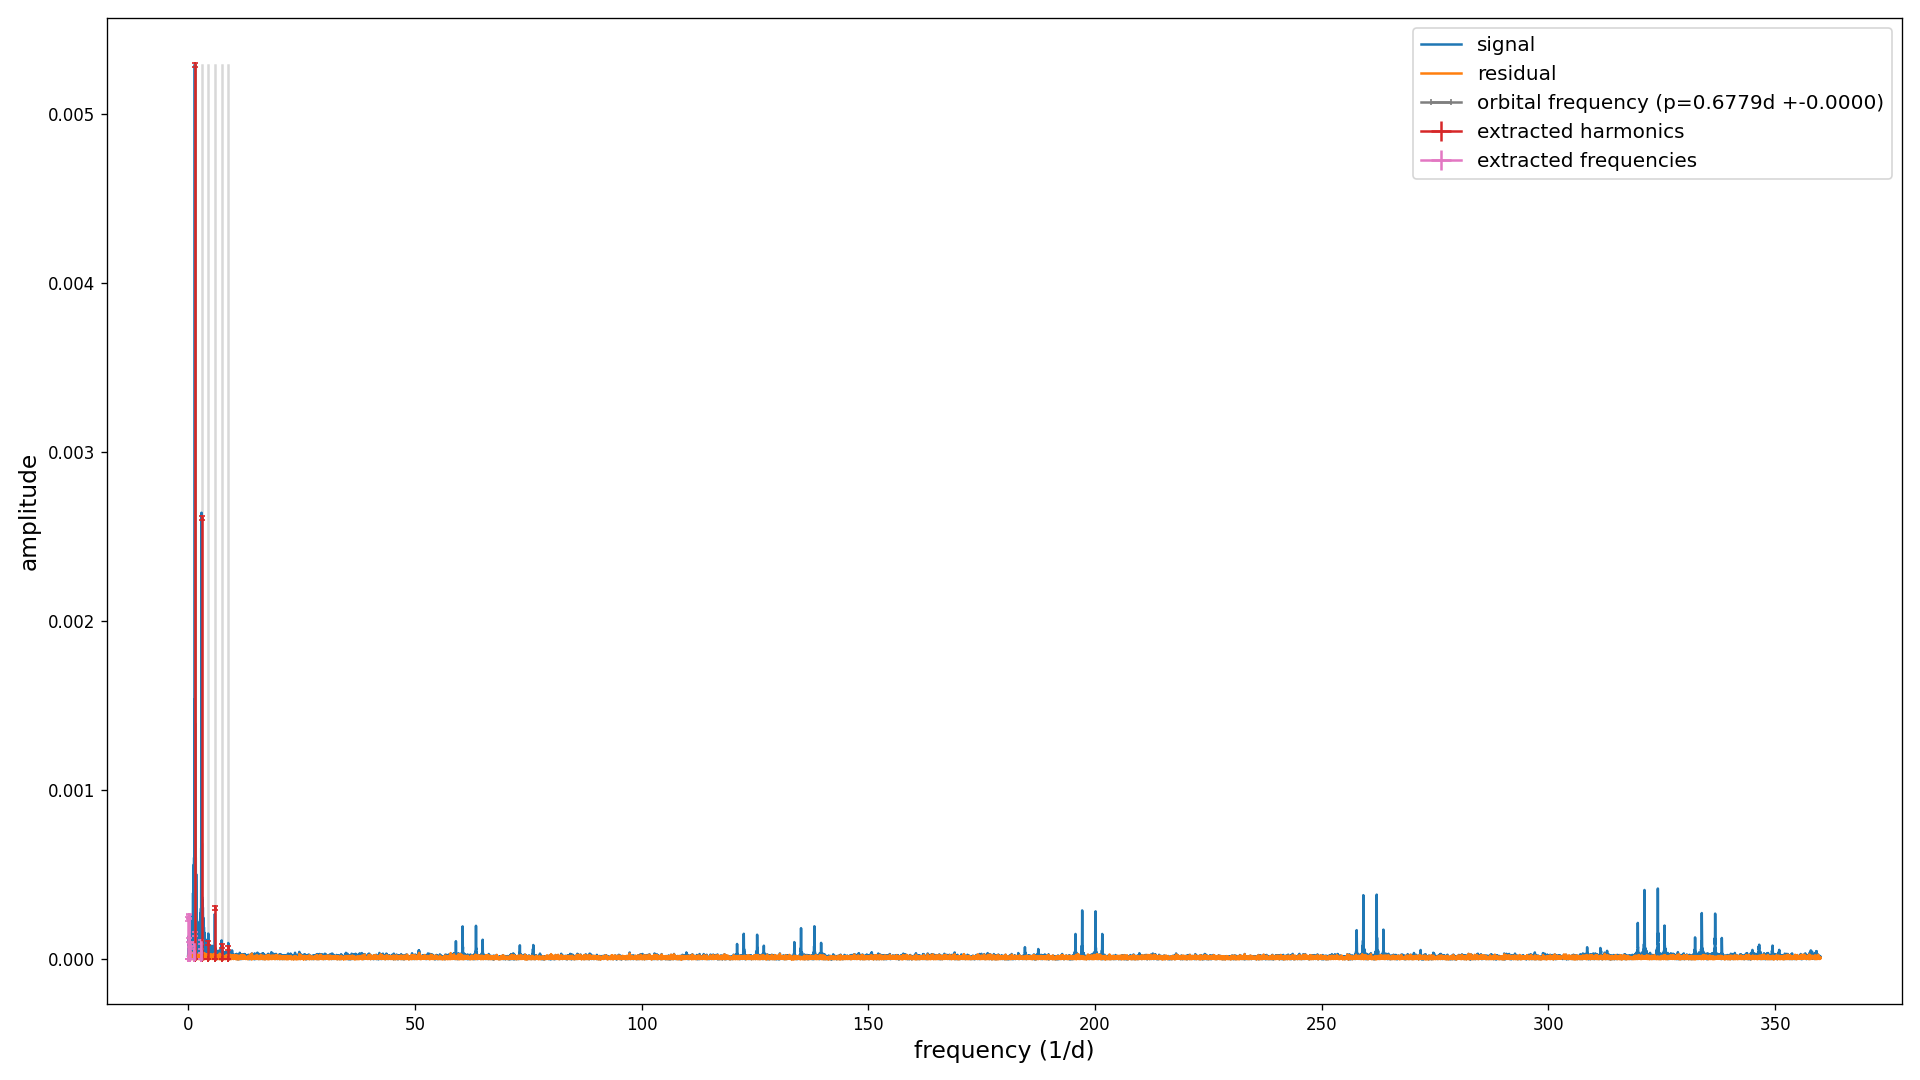 signal
residual
orbital frequency (p=0.6779d +-0.0000)
extracted harmonics
extracted frequencies
0.005
0.004
0.003
0.002
0.001
0.000
amplitude
0 50 100 150 200 250 300 350
frequency (1/d)